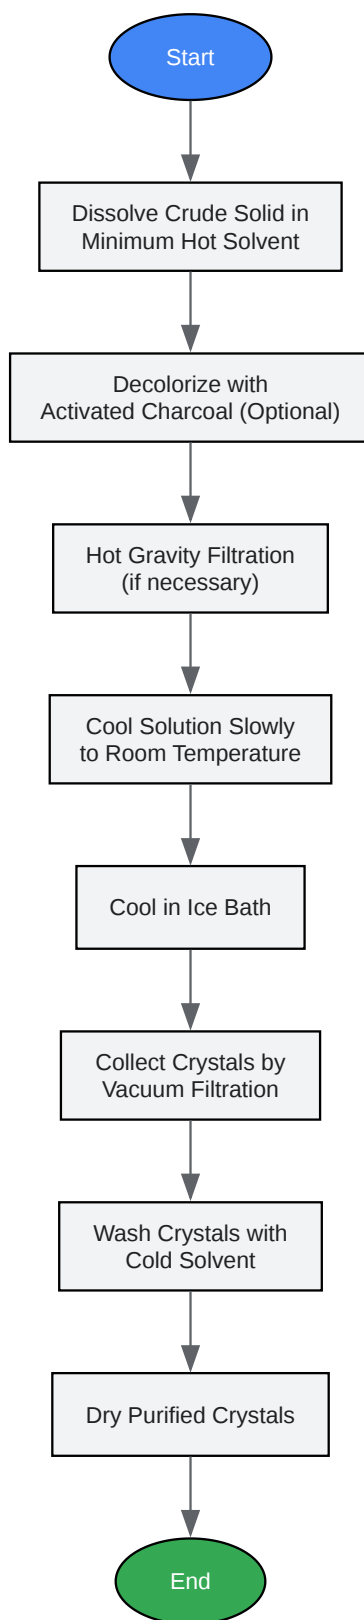 Start
Dissolve Crude Solid in
Minimum Hot Solvent
Decolorize with
Activated Charcoal (Optional)
Hot Gravity Filtration
(if necessary)
Cool Solution Slowly
to Room Temperature
Cool in Ice Bath
Collect Crystals by
Vacuum Filtration
Wash Crystals with
Cold Solvent
Dry Purified Crystals
End